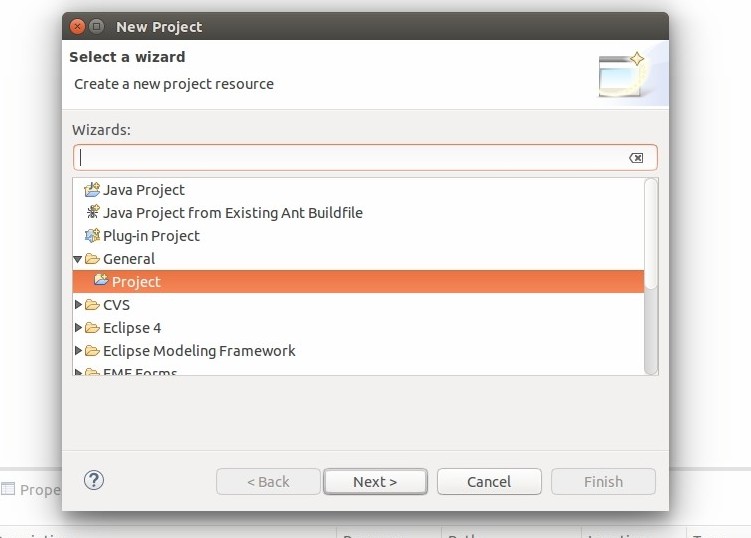 New Project
Select a wizard
Create a new project resource
Wizards:
Java Project
Java Project from Existing Ant Buildfile
Plug-in Project
General
Project
CVS
Eclipse 4
Eclipse Modeling Framework
EMF Forms
< Back Next > Cancel Finish